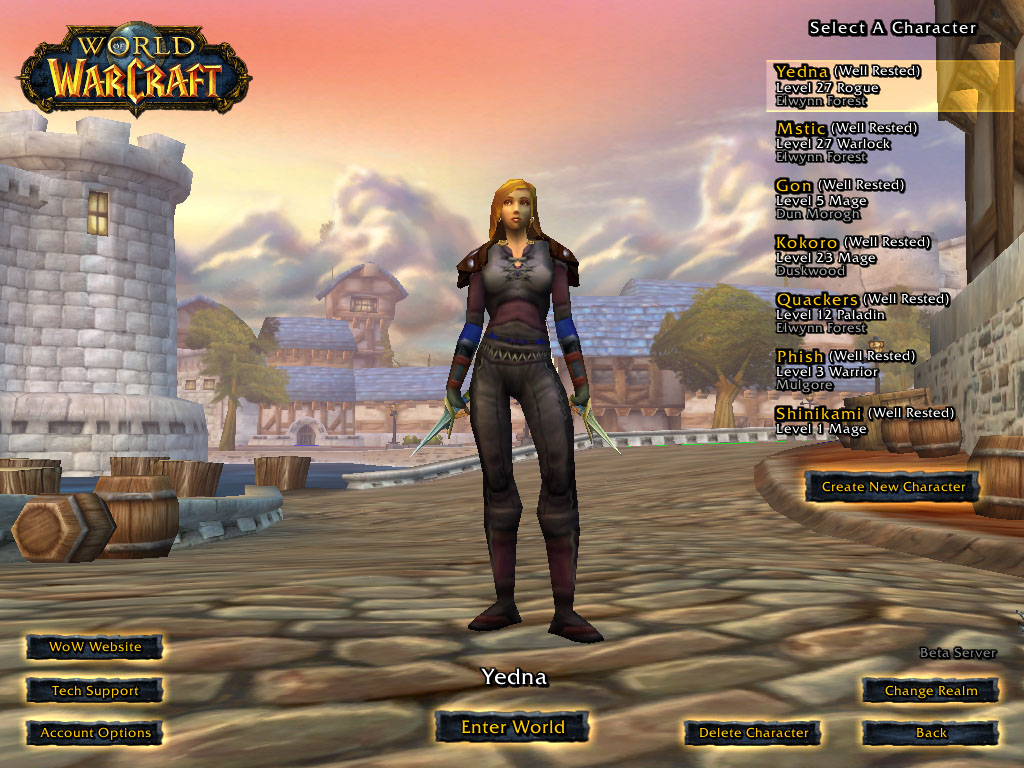 WORLD
OF
WARCRAFT
Select A Character
Yedna (Well Rested)
Level 27 Rogue
Elwynn Forest
Mstic (Well Rested)
Level 27 Warlock
Elwynn Forest
Gon (Well Rested)
Level 5 Mage
Dun Morogh
Kokoro (Well Rested)
Level 23 Mage
Duskwood
Quackers (Well Rested)
Level 12 Paladin
Elwynn Forest
Phish (Well Rested)
Level 3 Warrior
Mulgore
Shinikami (Well Rested)
Level 1 Mage
Create New Character
WoW Website
Tech Support
Account Options
Yedna
Enter World
Beta Server
Change Realm
Delete Character
Back